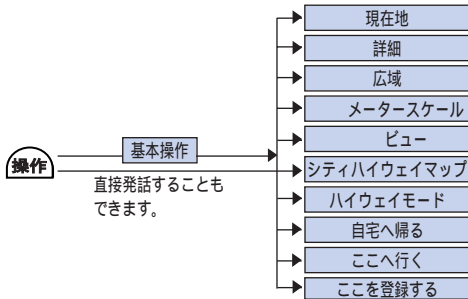 操作
基本操作
直接発話することも
できます。
現在地
詳細
広域
メータースケール
ビュー
シティハイウェイマップ
ハイウェイモード
自宅へ帰る
ここへ行く
ここを登録する